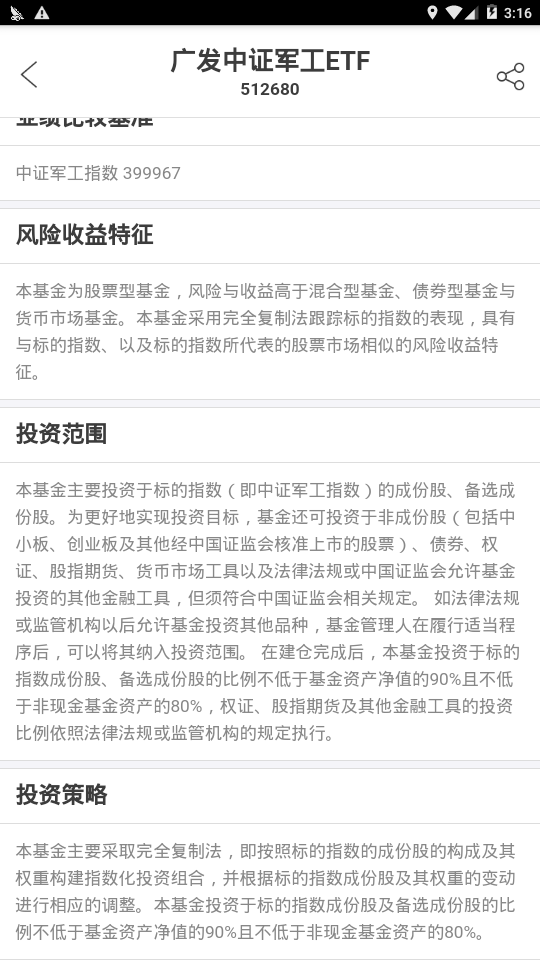 3:16
广发中证军工ETF
512680
业绩比较基准
中证军工指数 399967
风险收益特征
本基金为股票型基金，风险与收益高于混合型基金、债券型基金与
货币市场基金。本基金采用完全复制法跟踪标的指数的表现，具有
与标的指数、以及标的指数所代表的股票市场相似的风险收益特
征。
投资范围
本基金主要投资于标的指数（即中证军工指数）的成份股、备选成
份股。为更好地实现投资目标，基金还可投资于非成份股（包括中
小板、创业板及其他经中国证监会核准上市的股票）、债券、权
证、股指期货、货币市场工具以及法律法规或中国证监会允许基金
投资的其他金融工具，但须符合中国证监会相关规定。 如法律法规
或监管机构以后允许基金投资其他品种，基金管理人在履行适当程
序后，可以将其纳入投资范围。 在建仓完成后，本基金投资于标的
指数成份股、备选成份股的比例不低于基金资产净值的90%且不低
于非现金基金资产的80%，权证、股指期货及其他金融工具的投资
比例依照法律法规或监管机构的规定执行。
投资策略
本基金主要采取完全复制法，即按照标的指数的成份股的构成及其
权重构建指数化投资组合，并根据标的指数成份股及其权重的变动
进行相应的调整。本基金投资于标的指数成份股及备选成份股的比
例不低于基金资产净值的90%且不低于非现金基金资产的80%。